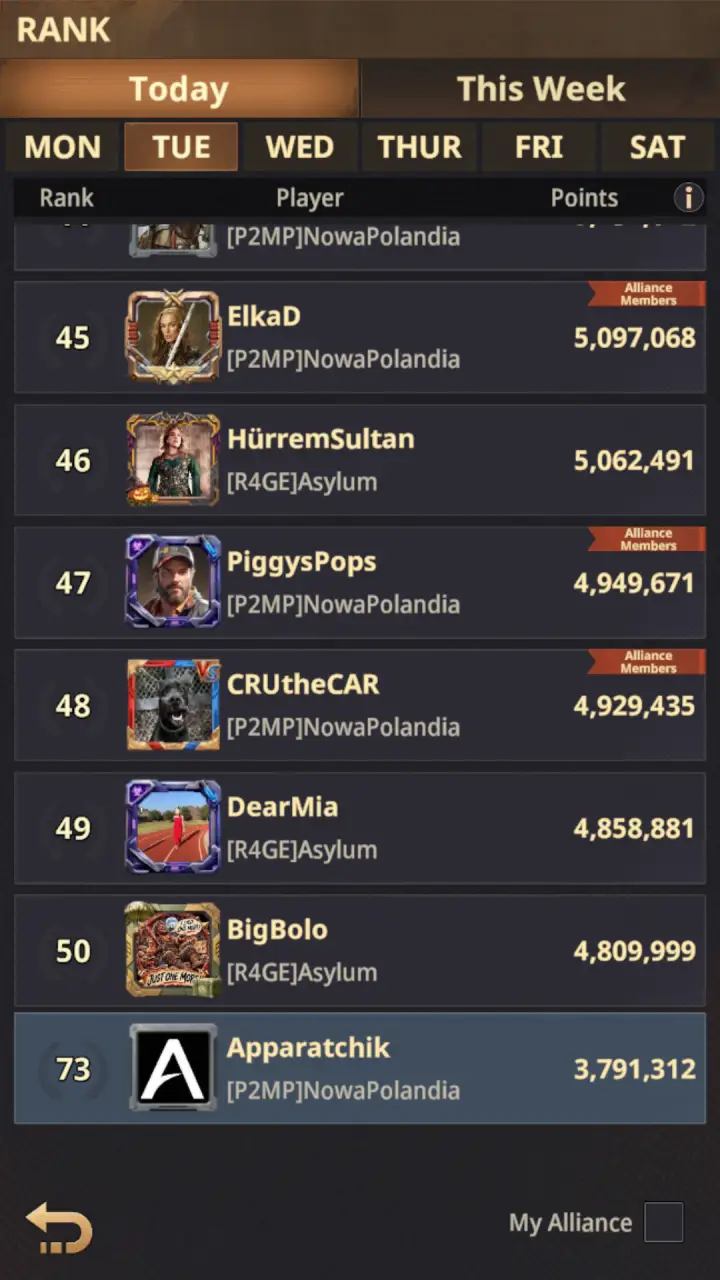 RANK
Today
This Week
MON
TUE
WED
THUR
FRI
SAT
Rank
Player
Points
i
[P2MP]NowaPolandia
Alliance
Members
45
ElkaD
5,097,068
[P2MP]NowaPolandia
46
HürremSultan
5,062,491
[R4GE]Asylum
Alliance
Members
47
PiggysPops
4,949,671
[P2MP]NowaPolandia
Alliance
Members
48
CRUtheCAR
4,929,435
[P2MP]NowaPolandia
49
DearMia
4,858,881
[R4GE]Asylum
50
BigBolo
JUST ONE MORE
4,809,999
[R4GE]Asylum
73
Apparatchik
3,791,312
[P2MP]NowaPolandia
My Alliance